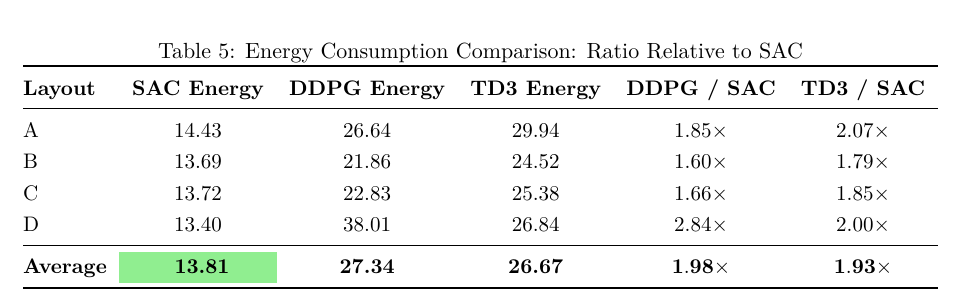 Table 5: Energy Consumption Comparison: Ratio Relative to SAC
Layout SAC Energy DDPG Energy TD3 Energy DDPG / SAC TD3 / SAC
A 14.43 26.64 29.94 1.85× 2.07×
B 13.69 21.86 24.52 1.60× 1.79×
C 13.72 22.83 25.38 1.66× 1.85×
D 13.40 38.01 26.84 2.84× 2.00×
Average 13.81 27.34 26.67 1.98× 1.93×